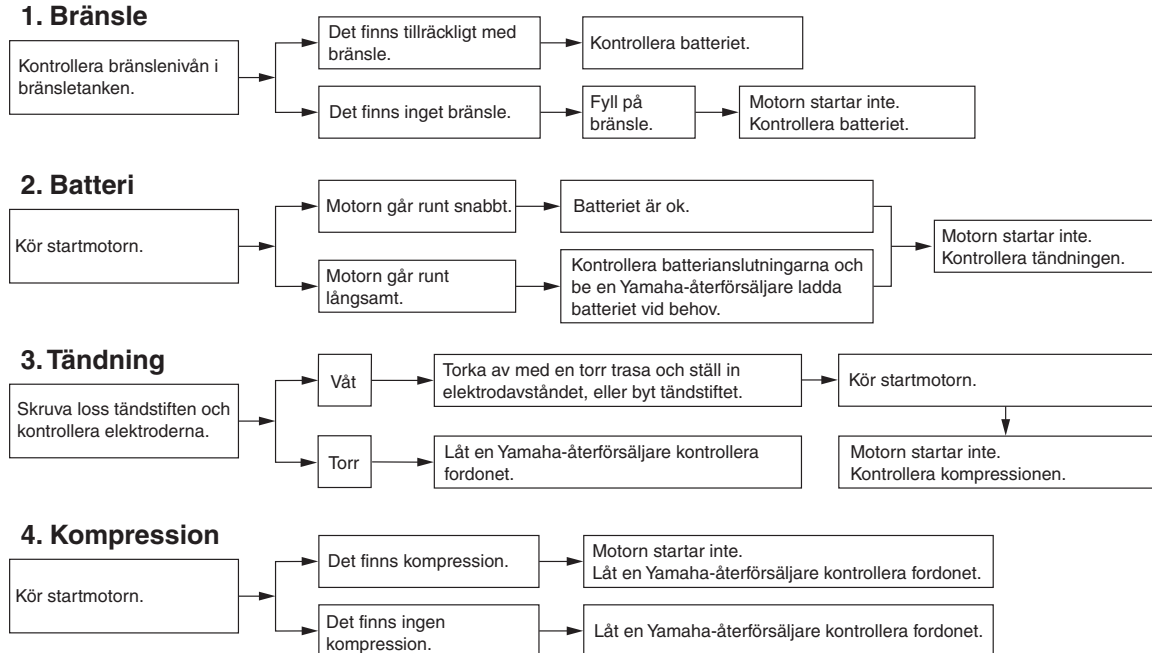 1. Bränsle
Kontrollera bränslenivån i
bränsletanken.
Det finns tillräckligt med
bränsle.
Kontrollera batteriet.
Det finns inget bränsle.
Fyll på
bränsle.
Motorn startar inte.
Kontrollera batteriet.
2. Batteri
Kör startmotorn.
Motorn går runt snabbt.
Batteriet är ok.
Motorn går runt
långsamt.
Kontrollera batterianslutningarna och
be en Yamaha-återförsäljare ladda
batteriet vid behov.
Motorn startar inte.
Kontrollera tändningen.
3. Tändning
Skruva loss tändstiften och
kontrollera elektroderna.
Våt
Torka av med en torr trasa och ställ in
elektrodavståndet, eller byt tändstiftet.
Kör startmotorn.
Motorn startar inte.
Kontrollera kompressionen.
Torr
Låt en Yamaha-återförsäljare kontrollera
fordonet.
4. Kompression
Kör startmotorn.
Det finns kompression.
Motorn startar inte.
Låt en Yamaha-återförsäljare kontrollera fordonet.
Det finns ingen
kompression.
Låt en Yamaha-återförsäljare kontrollera fordonet.